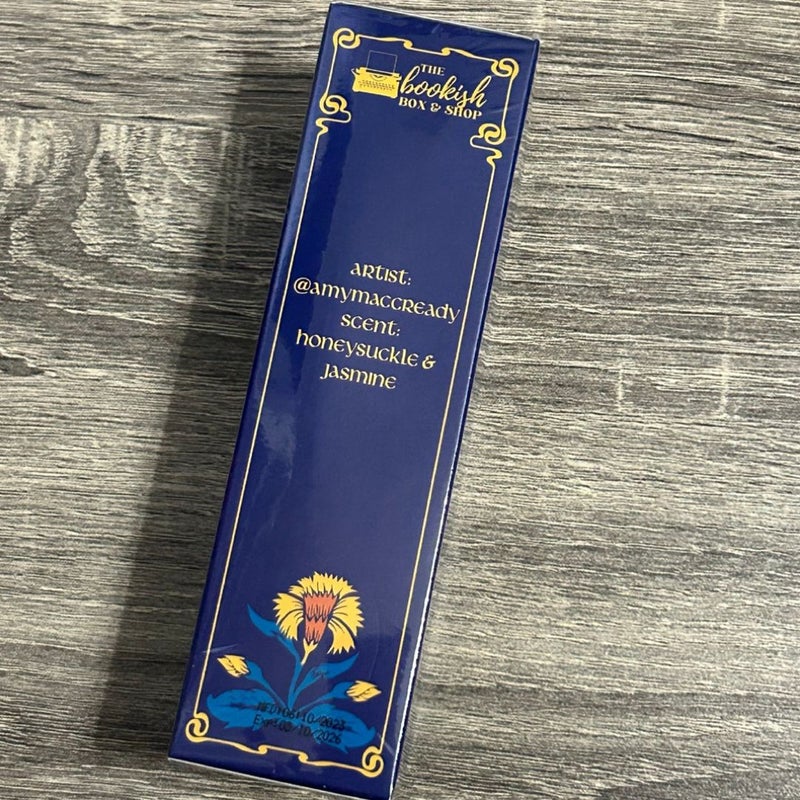 THE
bookish
BOX & SHOP
artist:
@amymaccready
scent:
honeysuckle &
jasmine